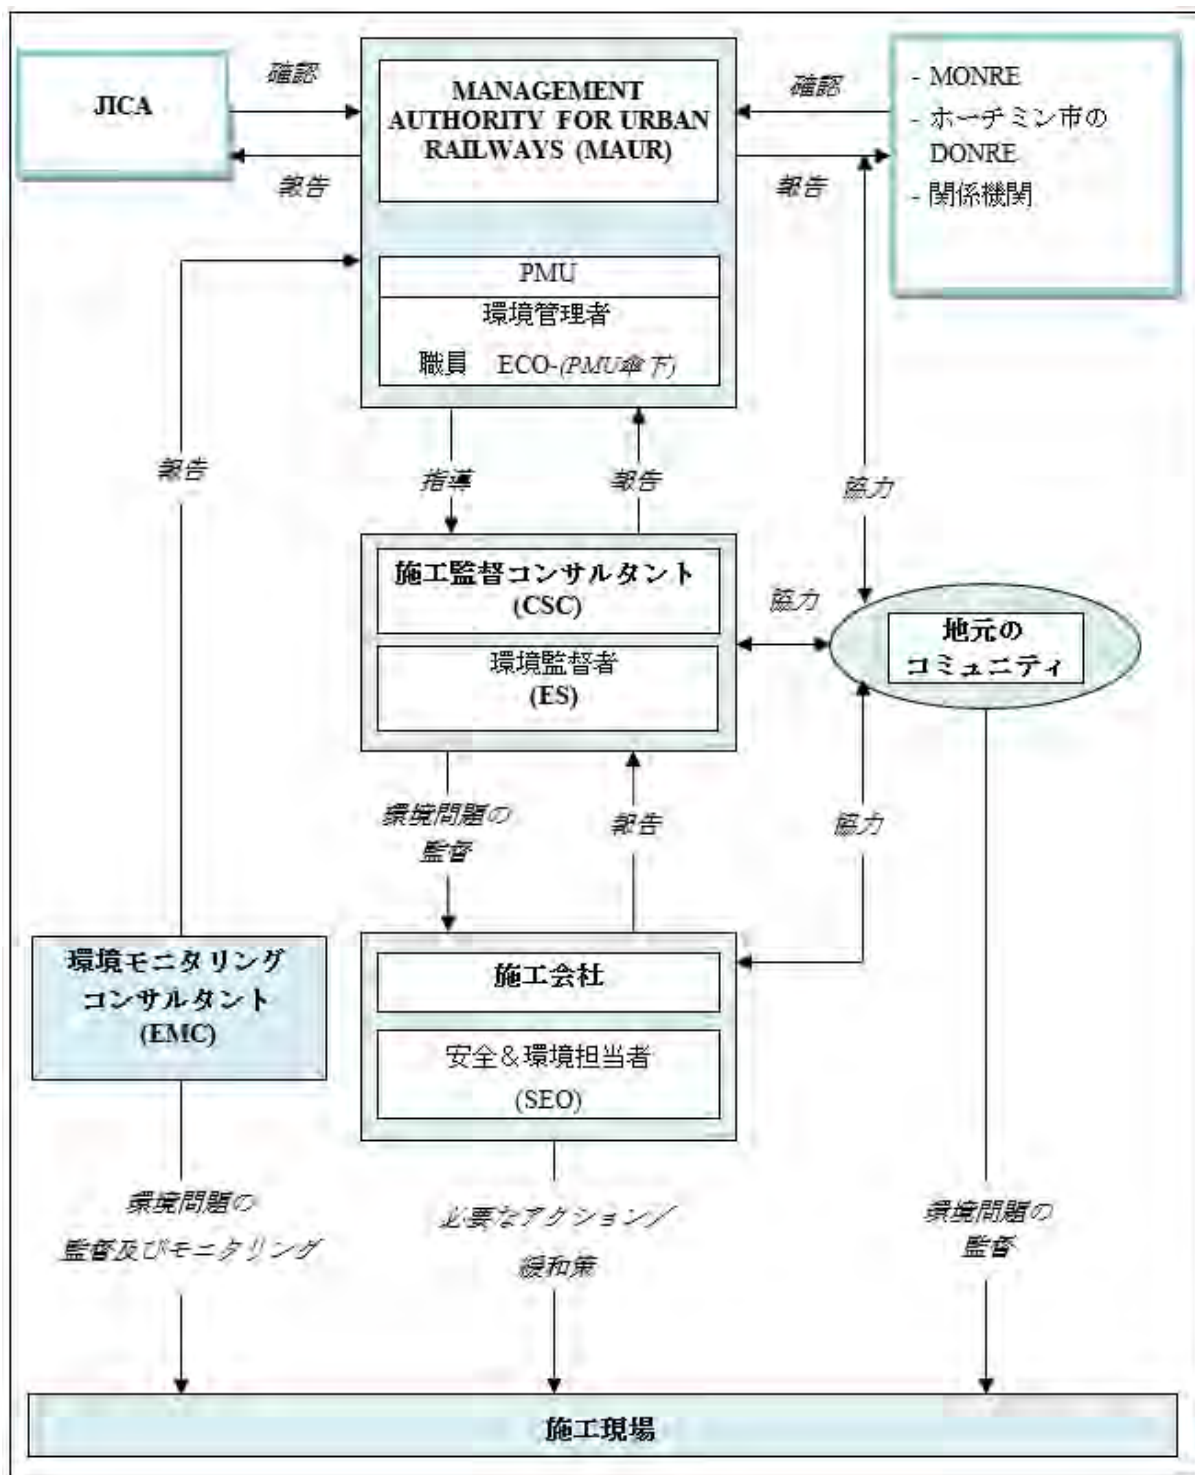 JICA
確認
報告
MANAGEMENT
AUTHORITY FOR URBAN
RAILWAYS (MAUR)
確認
報告
- MONRE
- ホーチミン市の
DONRE
- 関係機関
PMU
環境管理者
職員 ECO-(PMU傘下)
報告
指導
報告
協力
施工監督コンサルタント
(CSC)
環境監督者
(ES)
協力
地元の
コミュニティ
環境問題の
監督
報告
協力
環境モニタリング
コンサルタント
(EMC)
施工会社
安全＆環境担当者
(SEO)
環境問題の
監督及びモニタリング
必要なアクション／
緩和策
環境問題の
監督
施工現場